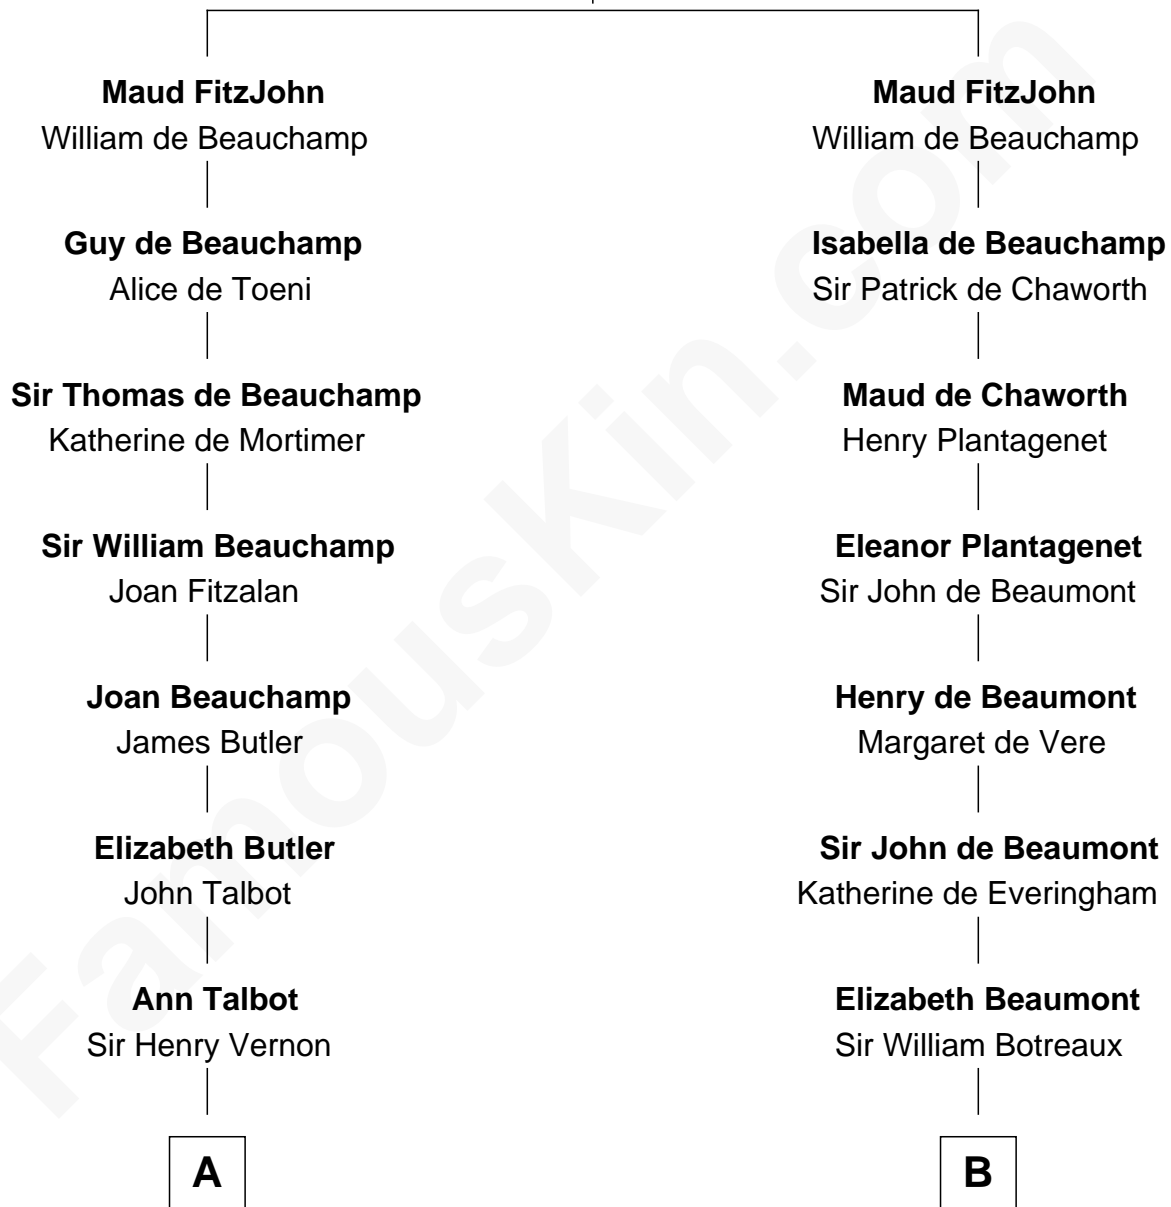 Maud FitzJohn
William de Beauchamp
Guy de Beauchamp
Alice de Toeni
Sir Thomas de Beauchamp
Katherine de Mortimer
Sir William Beauchamp
Joan Fitzalan
Joan Beauchamp
James Butler
Elizabeth Butler
John Talbot
Ann Talbot
Sir Henry Vernon
A
Maud FitzJohn
William de Beauchamp
Isabella de Beauchamp
Sir Patrick de Chaworth
Maud de Chaworth
Henry Plantagenet
Eleanor Plantagenet
Sir John de Beaumont
Henry de Beaumont
Margaret de Vere
Sir John de Beaumont
Katherine de Everingham
Elizabeth Beaumont
Sir William Botreaux
B
FamousKin.com